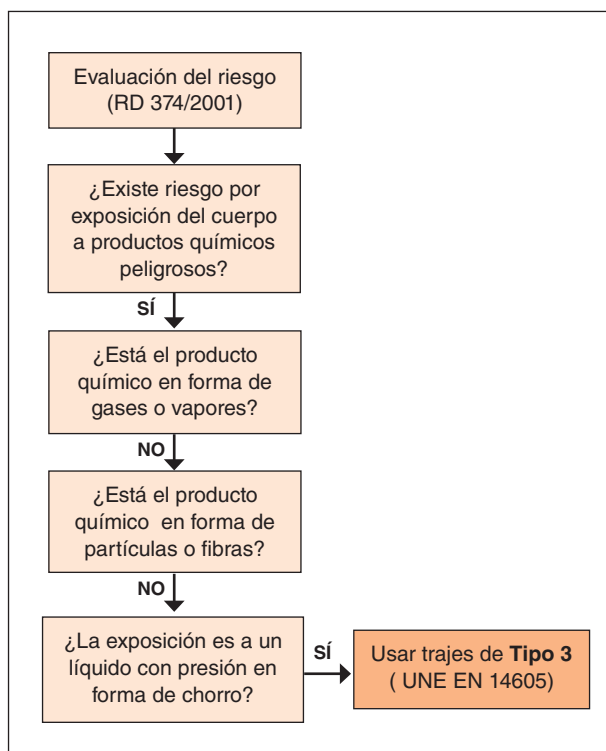 Evaluación del riesgo
(RD 374/2001)
¿Existe riesgo por
exposición del cuerpo
a productos químicos
peligrosos?
SÍ
¿Está el producto
químico en forma de
gases o vapores?
NO
¿Está el producto
químico en forma de
partículas o fibras?
NO
¿La exposición es a un
líquido con presión en
forma de chorro?
SÍ
Usar trajes de Tipo 3
( UNE EN 14605)